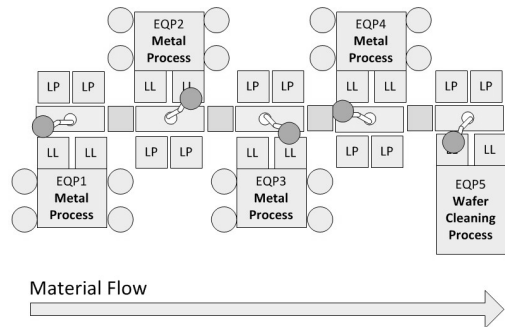 EQP2
Metal
Process
EQP4
Metal
Process
LP LP
LL LL
LP LP
LL LL
LP LP
LL LL
LP LP
LL LL
LP LP
LL
EQP1
Metal
Process
EQP3
Metal
Process
EQP5
Wafer
Cleaning
Process
Material Flow